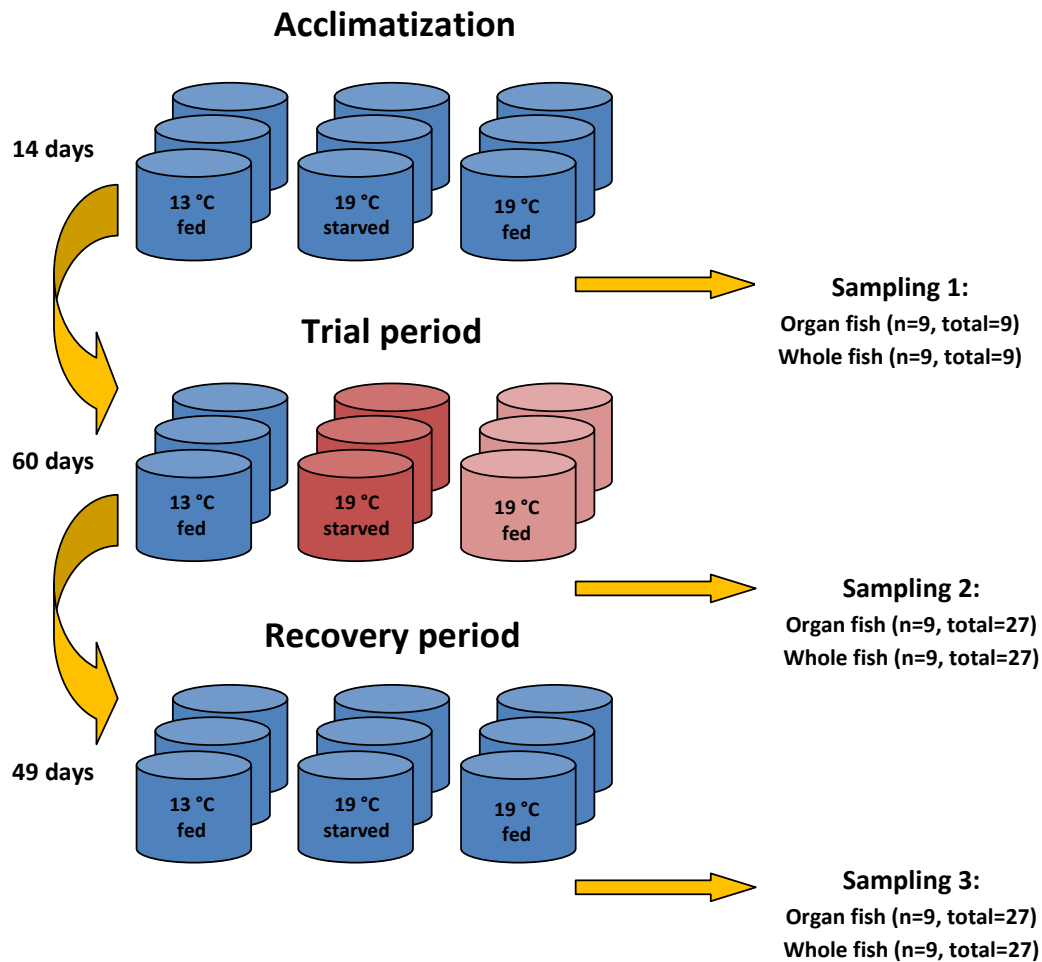 Acclimatization
14 days
13 °C
fed
19 °C
starved
19 °C
fed
Sampling 1:
Organ fish (n=9, total=9)
Whole fish (n=9, total=9)
Trial period
60 days
13 °C
fed
19 °C
starved
19 °C
fed
Sampling 2:
Organ fish (n=9, total=27)
Whole fish (n=9, total=27)
Recovery period
49 days
13 °C
fed
19 °C
starved
19 °C
fed
Sampling 3:
Organ fish (n=9, total=27)
Whole fish (n=9, total=27)